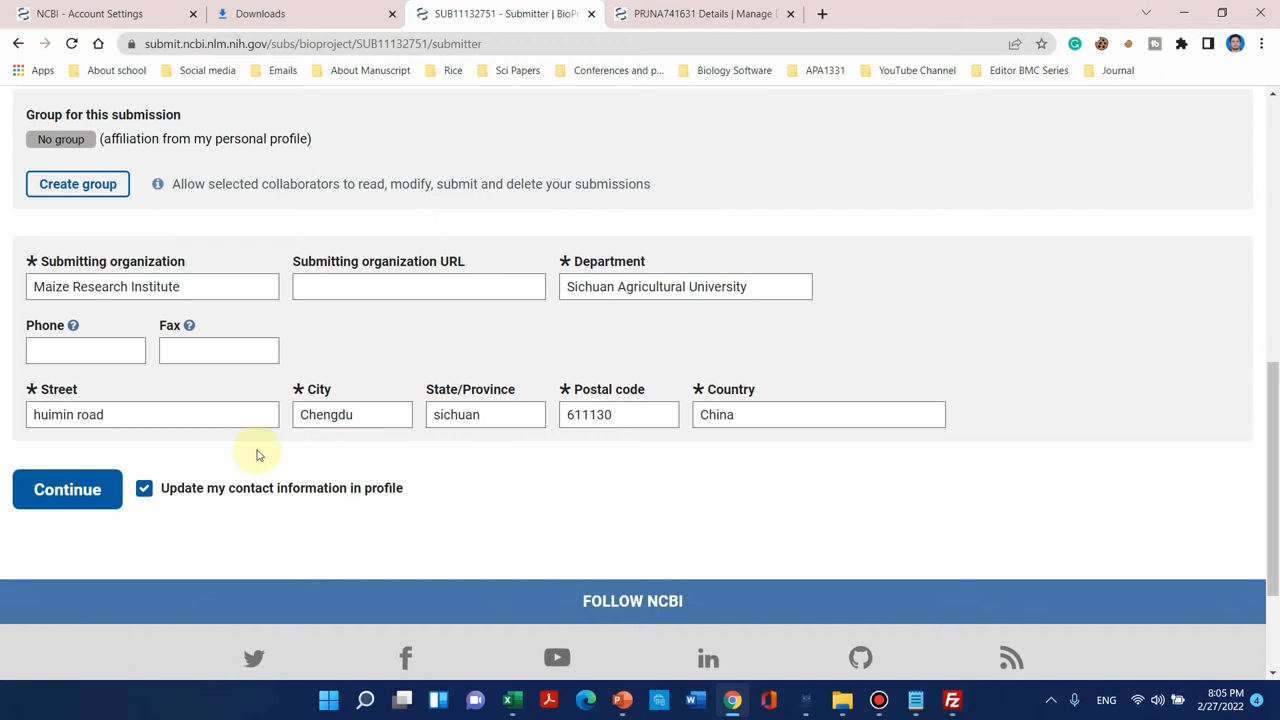 NCBI - Account Settings
Downloads
SUB11132751 - Submitter | BioPr
PRJNA741631 Details | Manage D
submit.ncbi.nlm.nih.gov/subs/bioproject/SUB11132751/submitter
Apps
About school
Social media
Emails
About Manuscript
Rice
Sci Papers
Conferences and p...
Biology Software
APA1331
YouTube Channel
Editor BMC Series
Journal
Group for this submission
No group (affiliation from my personal profile)
Create group
Allow selected collaborators to read, modify, submit and delete your submissions
* Submitting organization
Submitting organization URL
* Department
Maize Research Institute
Sichuan Agricultural University
Phone ?
Fax ?
* Street
* City
State/Province
* Postal code
* Country
huimin road
Chengdu
sichuan
611130
China
Continue
Update my contact information in profile
FOLLOW NCBI
ENG
8:05 PM
2/27/2022
4